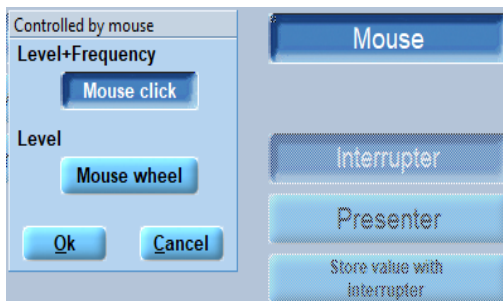 Controlled by mouse
Level+Frequency
Mouse click
Level
Mouse wheel
Ok
Cancel
Mouse
Interrupter
Presenter
Store value with
interrupter